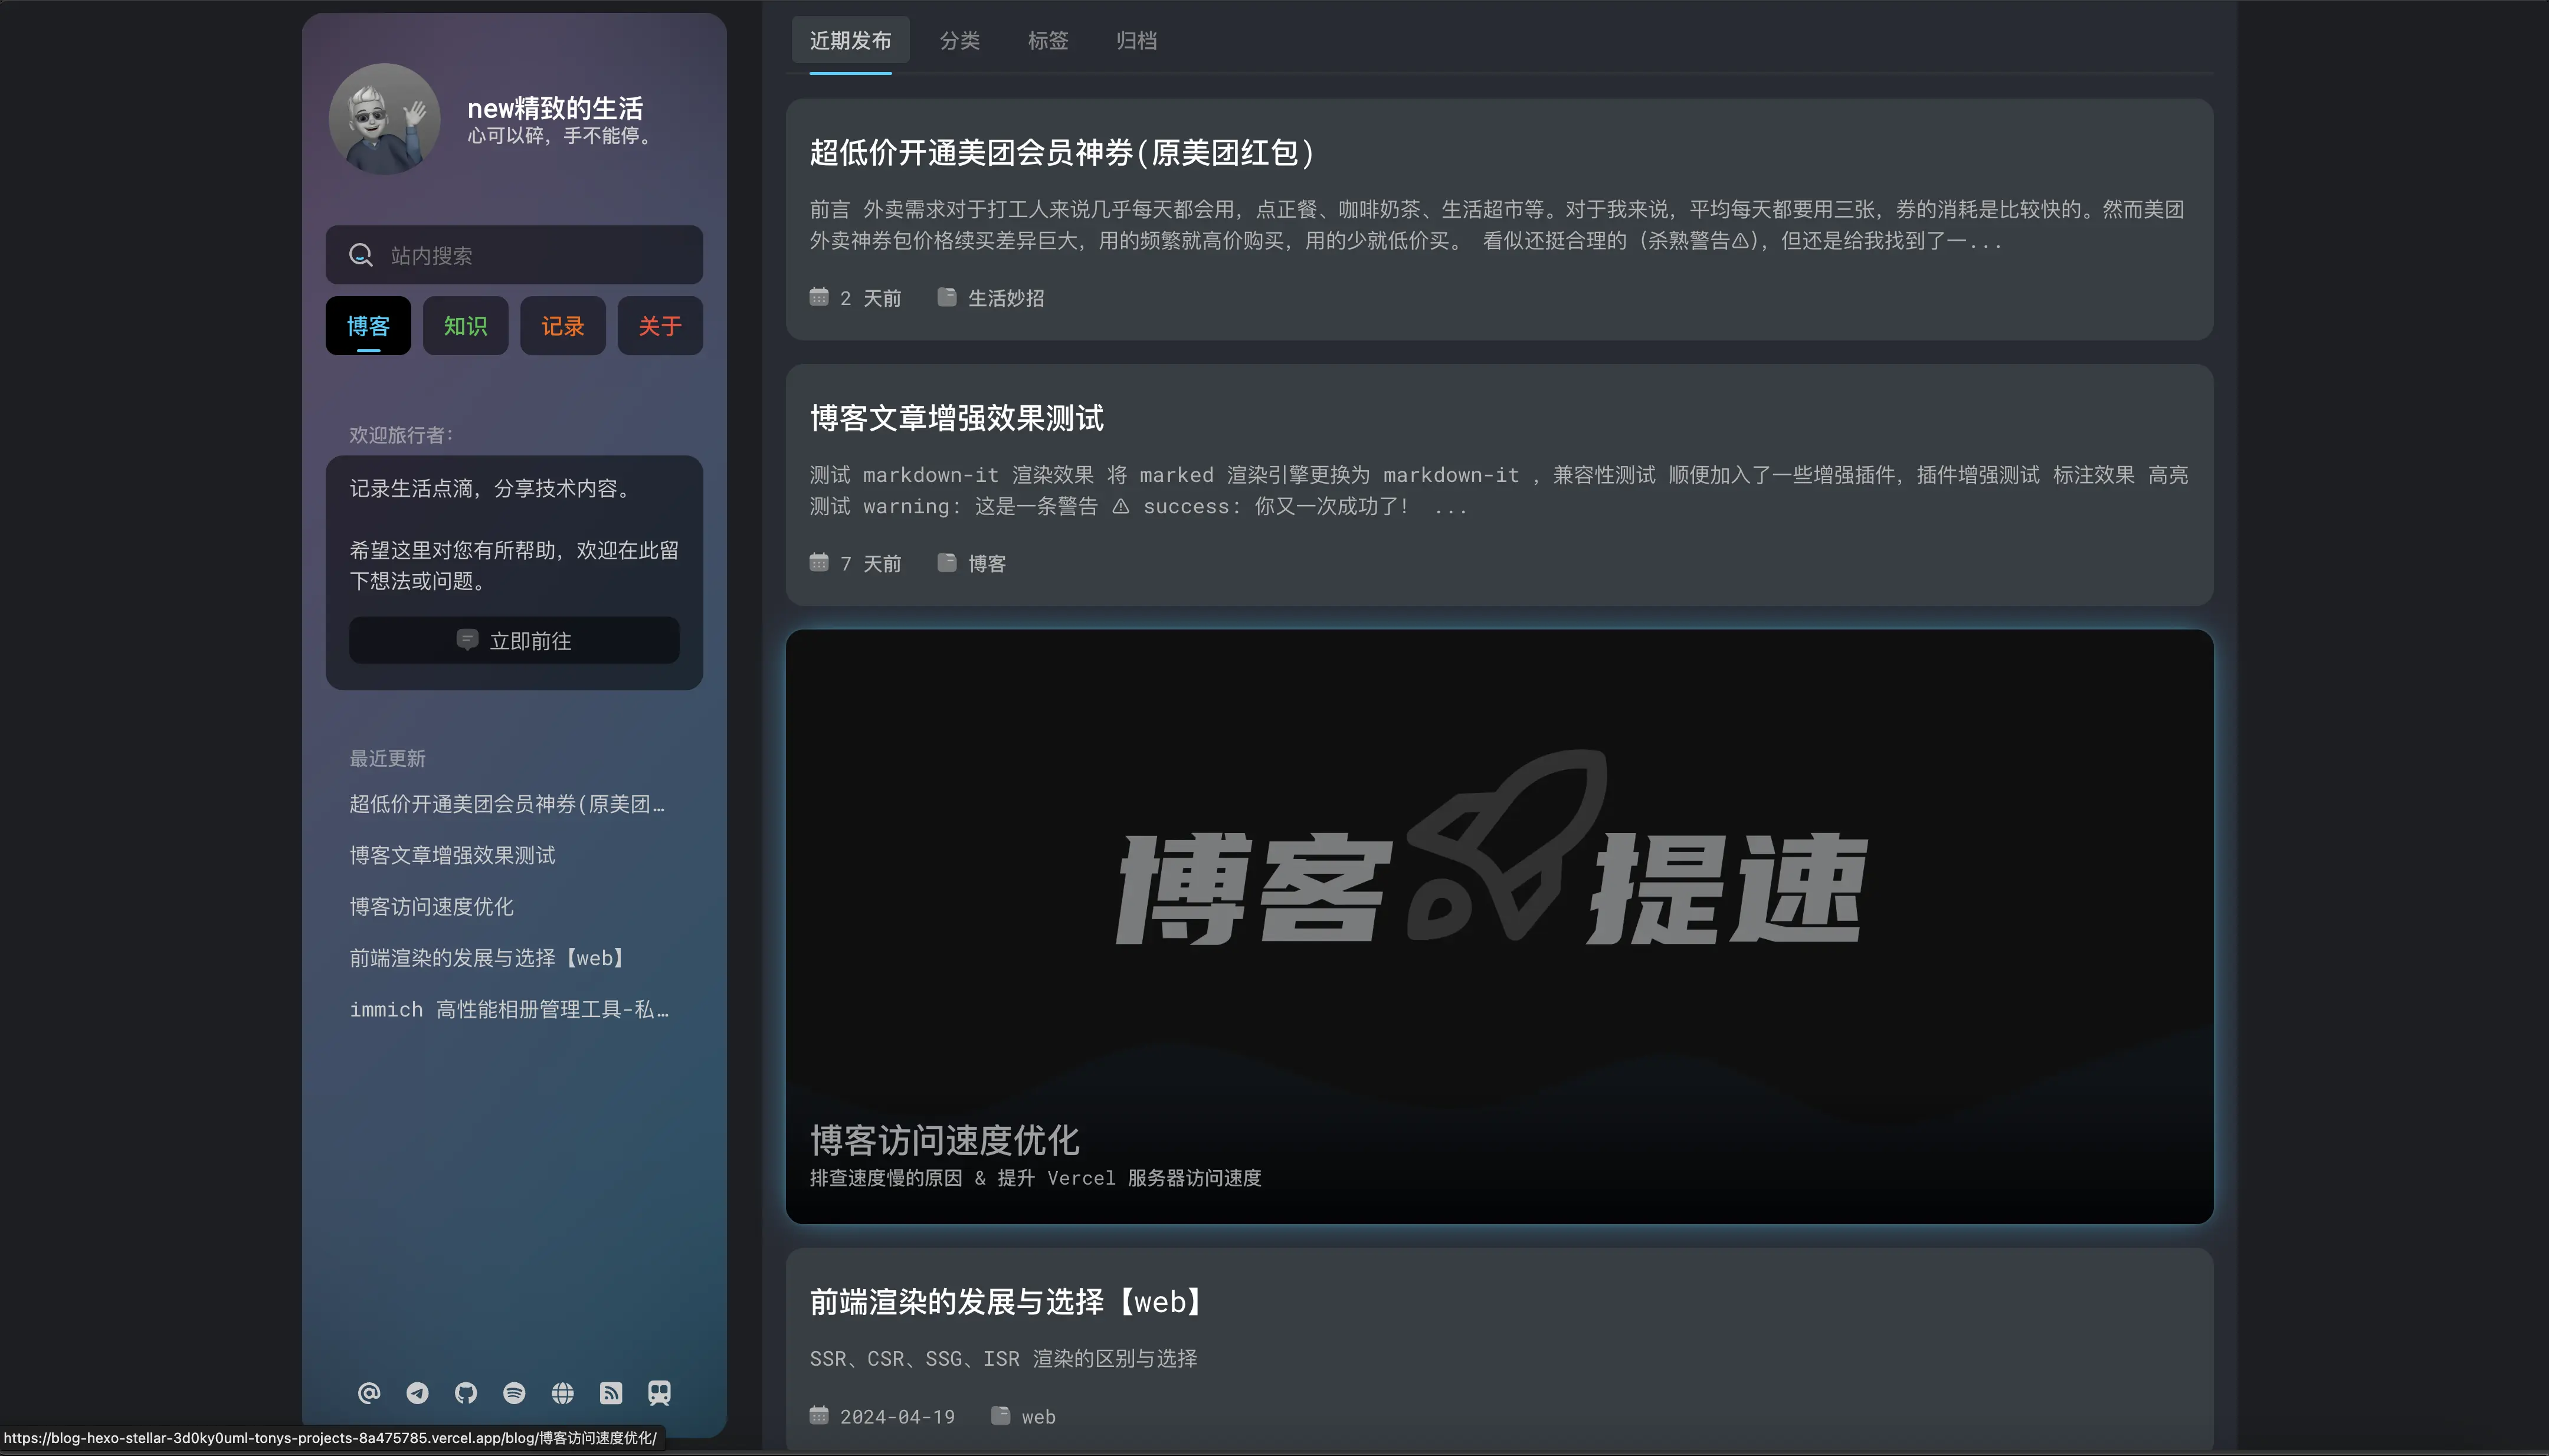 new精致的生活
心可以碎，手不能停。
站内搜索
博客
知识
记录
关于
欢迎旅行者：
记录生活点滴，分享技术内容。
希望这里对您有所帮助，欢迎在此留
下想法或问题。
立即前往
最近更新
超低价开通美团会员神券(原美团…
博客文章增强效果测试
博客访问速度优化
前端渲染的发展与选择【web】
immich 高性能相册管理工具-私…
近期发布
分类
标签
归档
超低价开通美团会员神券(原美团红包)
前言 外卖需求对于打工人来说几乎每天都会用，点正餐、咖啡奶茶、生活超市等。对于我来说，平均每天都要用三张，券的消耗是比较快的。然而美团
外卖神券包价格续买差异巨大，用的频繁就高价购买，用的少就低价买。 看似还挺合理的（杀熟警告⚠），但还是给我找到了一...
2 天前
生活妙招
博客文章增强效果测试
测试 markdown-it 渲染效果 将 marked 渲染引擎更换为 markdown-it ，兼容性测试 顺便加入了一些增强插件，插件增强测试 标注效果 高亮
测试 warning: 这是一条警告 ⚠ success: 你又一次成功了！ ...
7 天前
博客
博客提速
博客访问速度优化
排查速度慢的原因 & 提升 Vercel 服务器访问速度
前端渲染的发展与选择【web】
SSR、CSR、SSG、ISR 渲染的区别与选择
2024-04-19
web
https://blog-hexo-stellar-3d0ky0uml-tonys-projects-8a475785.vercel.app/blog/博客访问速度优化/